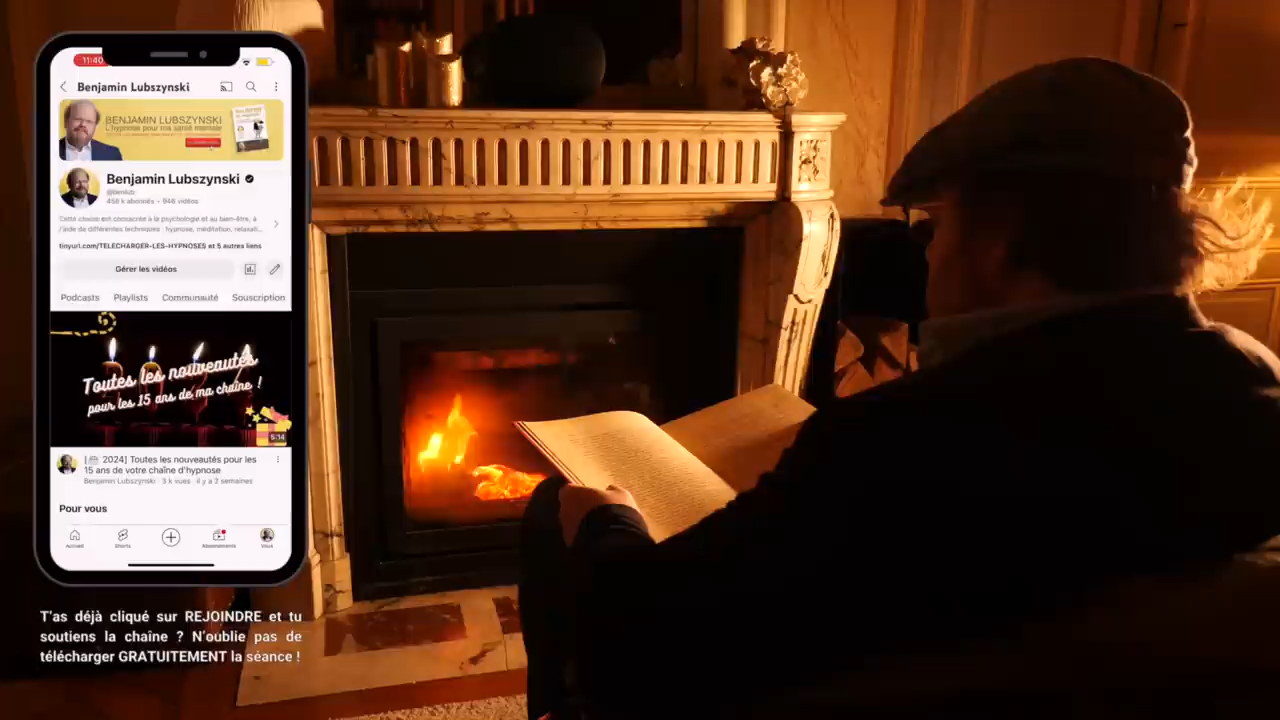 11:40
Benjamin Lubszynski
BENJAMIN LUBSZYNSKI
L'hypnose pour ma santé mentale
Benjamin Lubszynski
@benlub
458 k abonnés • 946 vidéos
Cette chaîne est consacrée à la psychologie et au bien-être, à
l'aide de différentes techniques : hypnose, méditation, relaxati...
tinyurl.com/TELECHARGER-LES-HYPNOSES et 5 autres liens
Gérer les vidéos
Podcasts Playlists Communauté Souscription
Toutes les nouveautés
pour les 15 ans de ma chaîne !
5:14
2024] Toutes les nouveautés pour les
15 ans de votre chaîne d'hypnose
Benjamin Lubszynski · 3 k vues · il y a 2 semaines
Pour vous
Accueil Shorts Abonnements Vous
T'as déjà cliqué sur REJOINDRE et tu
soutiens la chaîne ? N'oublie pas de
télécharger GRATUITEMENT la séance !